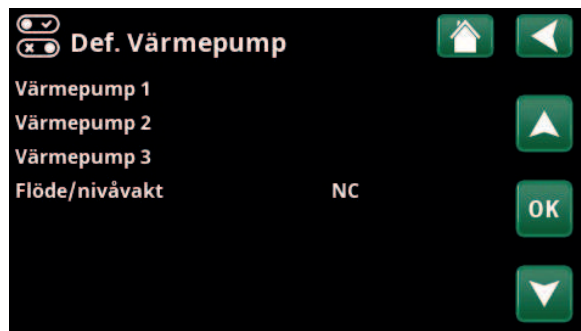 Def. Värmepump
Värmepump 1
Värmepump 2
Värmepump 3
Flöde/nivåvakt NC
OK